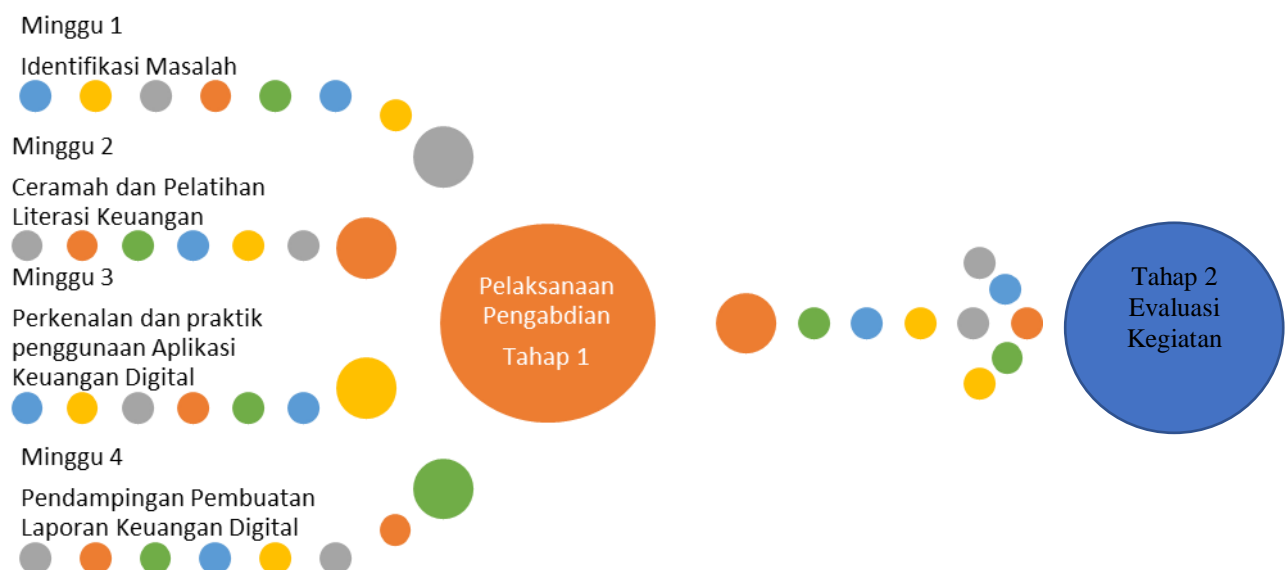 Minggu 1
Identifikasi Masalah
Minggu 2
Ceramah dan Pelatihan
Literasi Keuangan
Minggu 3
Perkenalan dan praktik
penggunaan Aplikasi
Keuangan Digital
Minggu 4
Pendampingan Pembuatan
Laporan Keuangan Digital
Pelaksanaan
Pengabdian
Tahap 1
Tahap 2
Evaluasi
Kegiatan